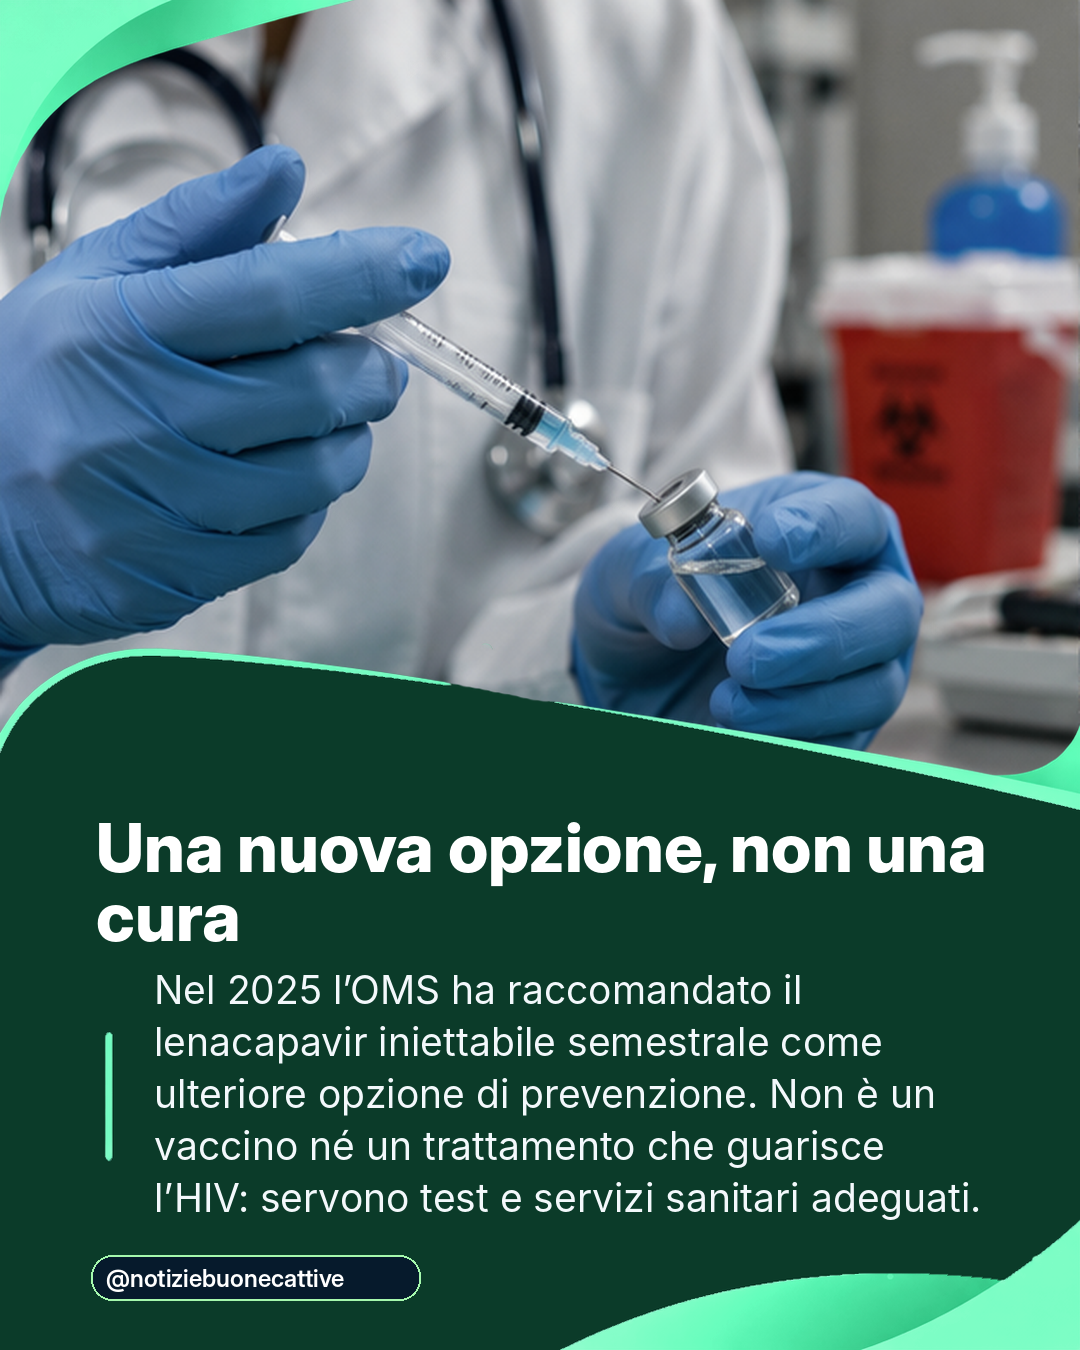 Una nuova opzione, non una
cura
Nel 2025 l’OMS ha raccomandato il
lenacapavir iniettabile semestrale come
ulteriore opzione di prevenzione. Non è un
vaccino né un trattamento che guarisce
l’HIV: servono test e servizi sanitari adeguati.
@notiziebuonecattive